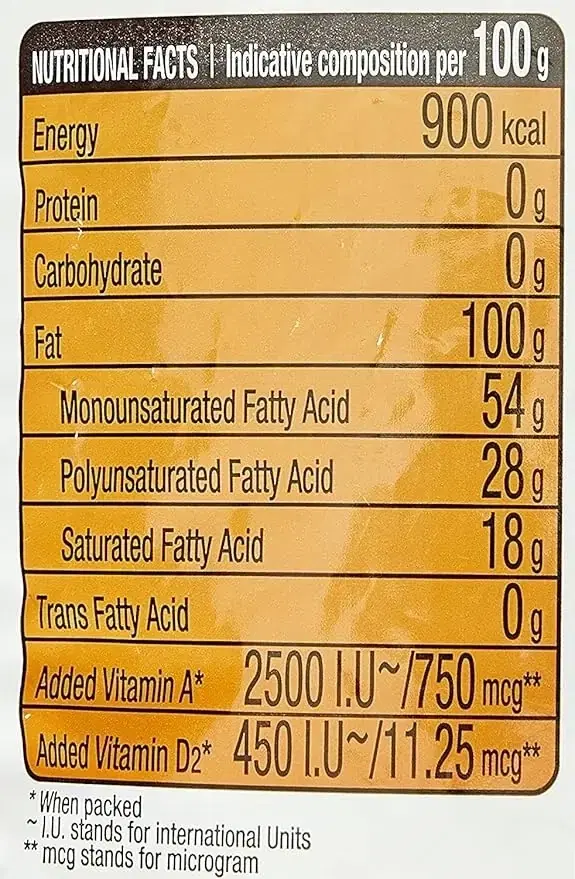 NUTRITIONAL FACTS | Indicative composition per 100 g
Energy 900 kcal
Protein 0 g
Carbohydrate 0 g
Fat 100 g
Monounsaturated Fatty Acid 54 g
Polyunsaturated Fatty Acid 28 g
Saturated Fatty Acid 18 g
Trans Fatty Acid 0 g
Added Vitamin A* 2500 I.U~/750 mcg**
Added Vitamin D2* 450 I.U~/11.25 mcg**
* When packed
~ I.U. stands for international Units
** mcg stands for microgram